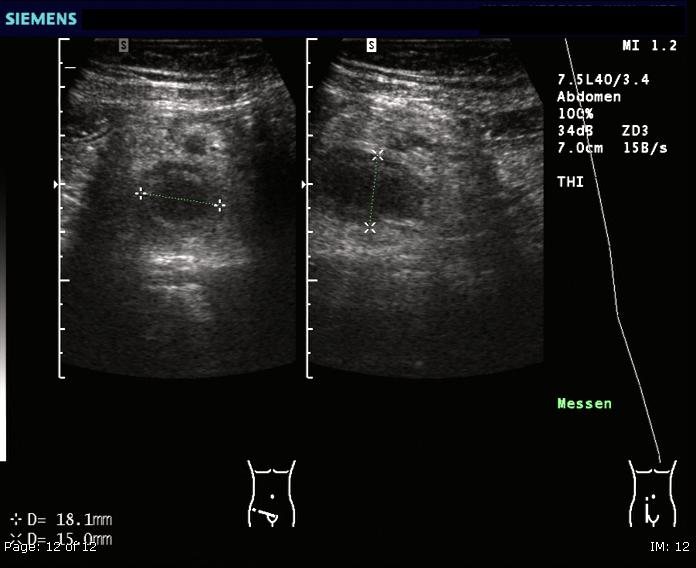 SIEMENS
S
S
MI 1.2
7.5L40/3.4
Abdomen
100%
34dB ZD3
7.0cm 15B/s
THI
Messen
D= 18.1mm
D= 15.0mm
Page: 12 of 12
IM: 12